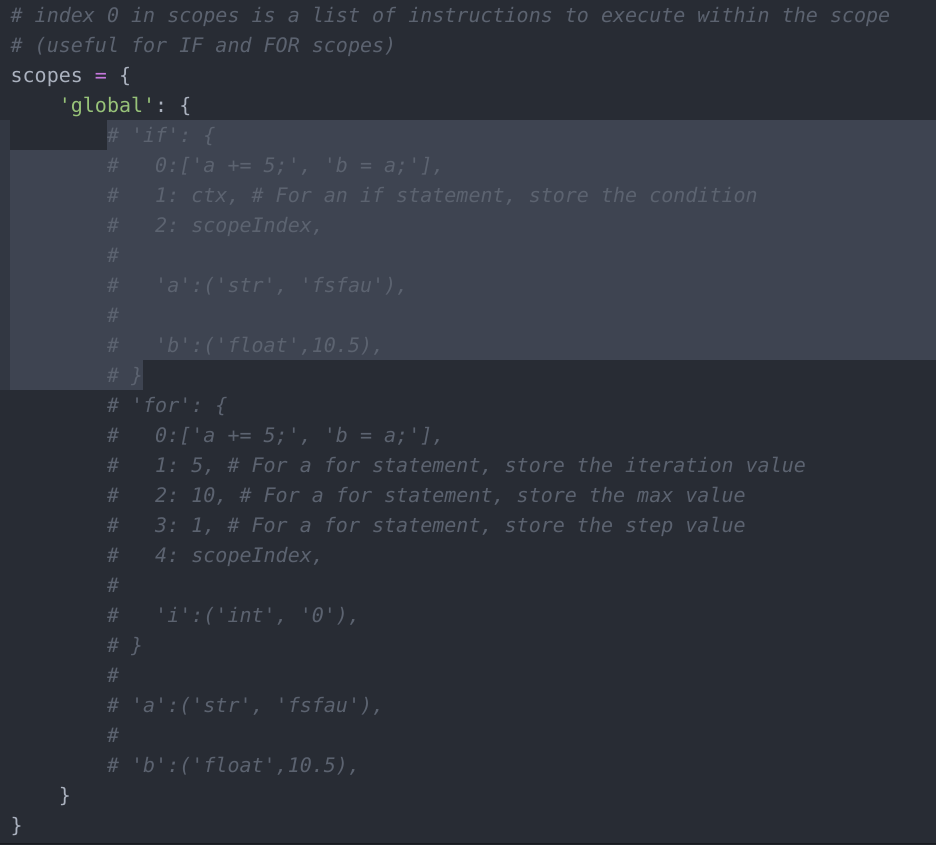 # index 0 in scopes is a list of instructions to execute within the scope
# (useful for IF and FOR scopes)
scopes = {
    'global': {
        # 'if': {
        #   0:['a += 5;', 'b = a;'],
        #   1: ctx, # For an if statement, store the condition
        #   2: scopeIndex,
        #
        #   'a':('str', 'fsfau'),
        #
        #   'b':('float',10.5),
        # }
        # 'for': {
        #   0:['a += 5;', 'b = a;'],
        #   1: 5, # For a for statement, store the iteration value
        #   2: 10, # For a for statement, store the max value
        #   3: 1, # For a for statement, store the step value
        #   4: scopeIndex,
        #
        #   'i':('int', '0'),
        # }
        #
        # 'a':('str', 'fsfau'),
        #
        # 'b':('float',10.5),
    }
}